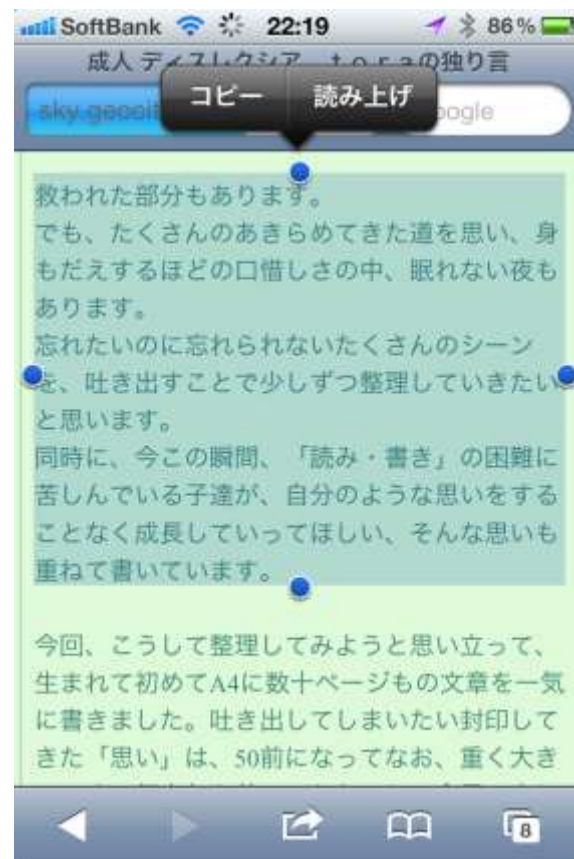 SoftBank 22:19 86%
成人 ディスレクシア toraの独り言
コピー 読み上げ
sky.geocit oogle
救われた部分もあります。
でも、たくさんのあきらめてきた道を思い、身
もだえするほどの口惜しさの中、眠れない夜も
あります。
忘れたいのに忘れられないたくさんのシーン
を、吐き出すことで少しずつ整理していきたい
と思います。
同時に、今この瞬間、「読み・書き」の困難に
苦しんでいる子達が、自分のような思いをする
ことなく成長していってほしい、そんな思いも
重ねて書いています。
今回、こうして整理してみようと思い立って、
生まれて初めてA4に数十ページもの文章を一気
に書きました。吐き出してしまいたい封印して
きた「思い」は、50前になってなお、重く大き
8